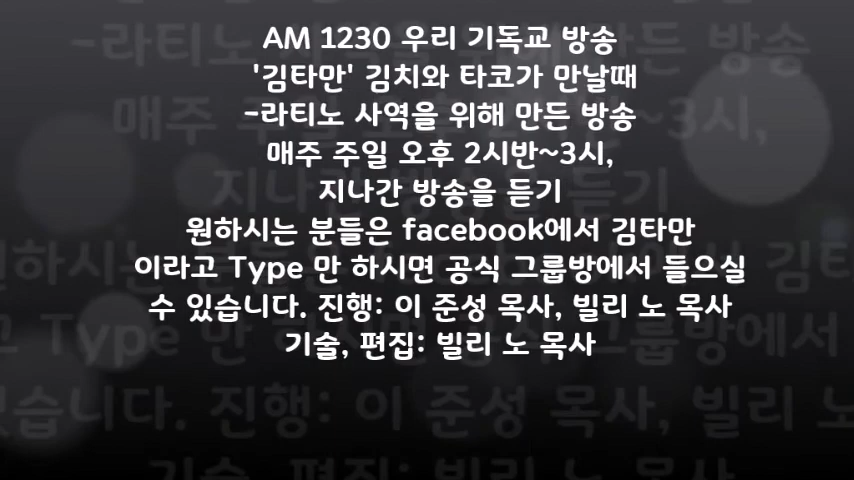 AM 1230 우리 기독교 방송
'김타만' 김치와 타코가 만날때
-라티노 사역을 위해 만든 방송
매주 주일 오후 2시반~3시,
지나간 방송을 듣기
원하시는 분들은 facebook에서 김타만
이라고 Type 만 하시면 공식 그룹방에서 들으실
수 있습니다. 진행: 이 준성 목사, 빌리 노 목사
기술, 편집: 빌리 노 목사